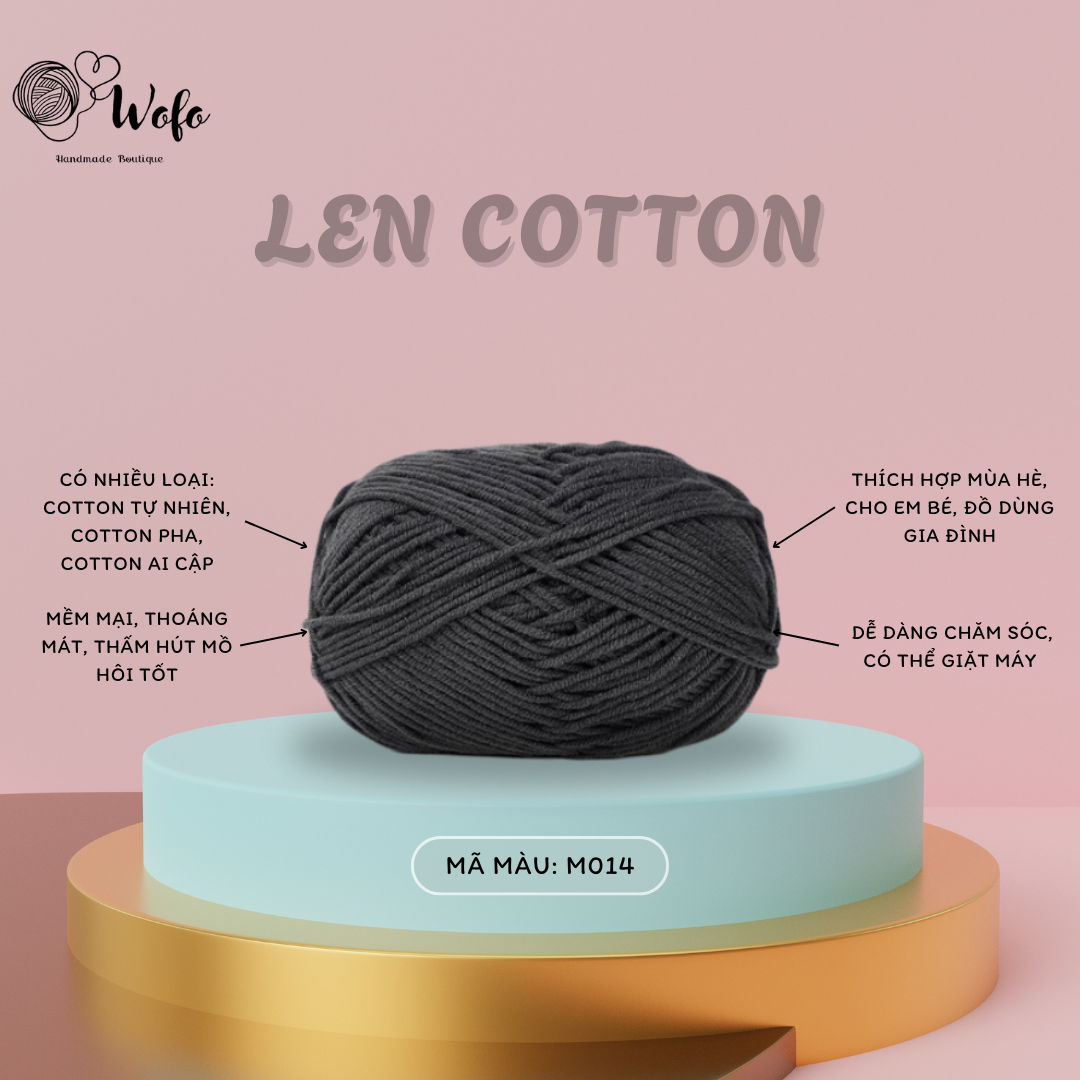 Wofo
Handmade Boutique
LEN COTTON
CÓ NHIỀU LOẠI:
COTTON TỰ NHIÊN,
COTTON PHA,
COTTON AI CẬP
MỀM MẠI, THOÁNG
MÁT, THẤM HÚT MỒ
HÔI TỐT
THÍCH HỢP MÙA HÈ,
CHO EM BÉ, ĐỒ DÙNG
GIA ĐÌNH
DỄ DÀNG CHĂM SÓC,
CÓ THỂ GIẶT MÁY
MÃ MÀU: M014